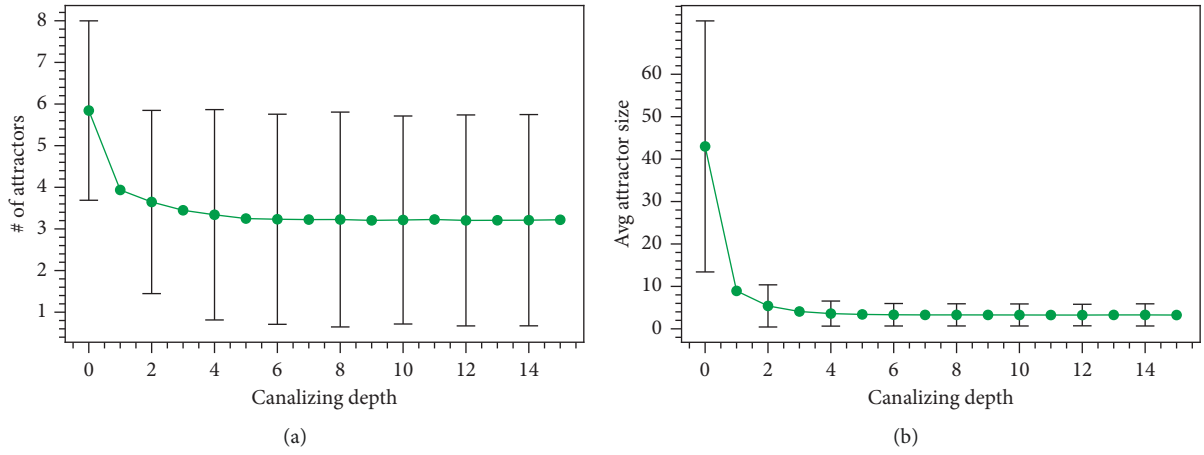 # of attractors
8
7
6
5
4
3
2
1
0 2 4 6 8 10 12 14
Canalizing depth
(a)
Avg attractor size
60
50
40
30
20
10
0
0 2 4 6 8 10 12 14
Canalizing depth
(b)